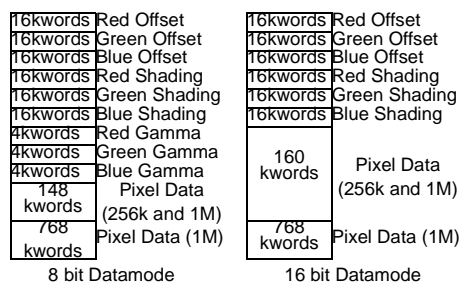 16kwords Red Offset
16kwords Green Offset
16kwords Blue Offset
16kwords Red Shading
16kwords Green Shading
16kwords Blue Shading
4kwords Red Gamma
4kwords Green Gamma
4kwords Blue Gamma
148 kwords Pixel Data
(256k and 1M)
768 kwords Pixel Data (1M)
8 bit Datamode
16kwords Red Offset
16kwords Green Offset
16kwords Blue Offset
16kwords Red Shading
16kwords Green Shading
16kwords Blue Shading
160 kwords Pixel Data
(256k and 1M)
768 kwords Pixel Data (1M)
16 bit Datamode